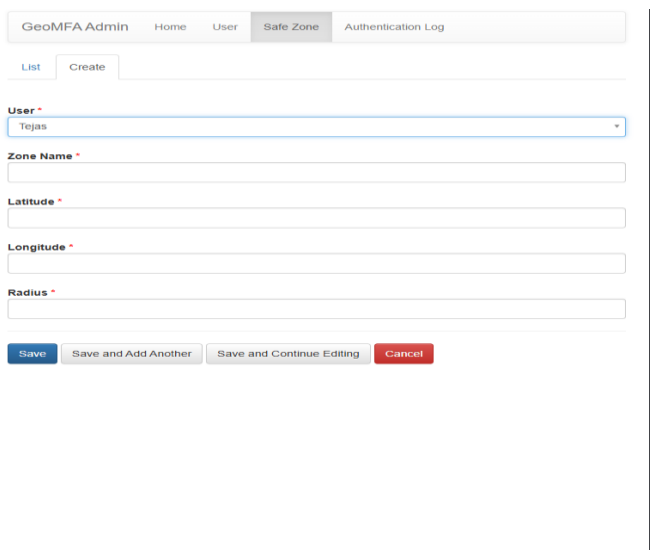 GeoMFA Admin Home User Safe Zone Authentication Log
List Create
User *
Tejas
Zone Name *
Latitude *
Longitude *
Radius *
Save Save and Add Another Save and Continue Editing Cancel